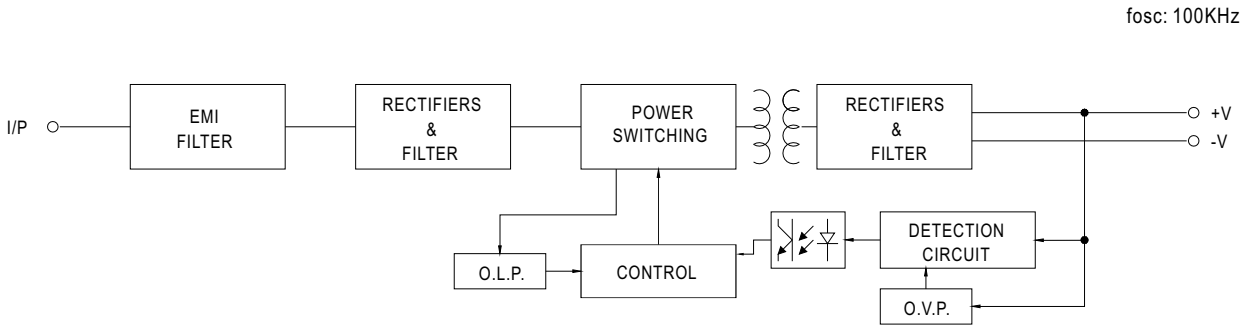 fosc: 100KHz
I/P
EMI
FILTER
RECTIFIERS
&
FILTER
POWER
SWITCHING
RECTIFIERS
&
FILTER
+V
-V
O.L.P.
CONTROL
DETECTION
CIRCUIT
O.V.P.